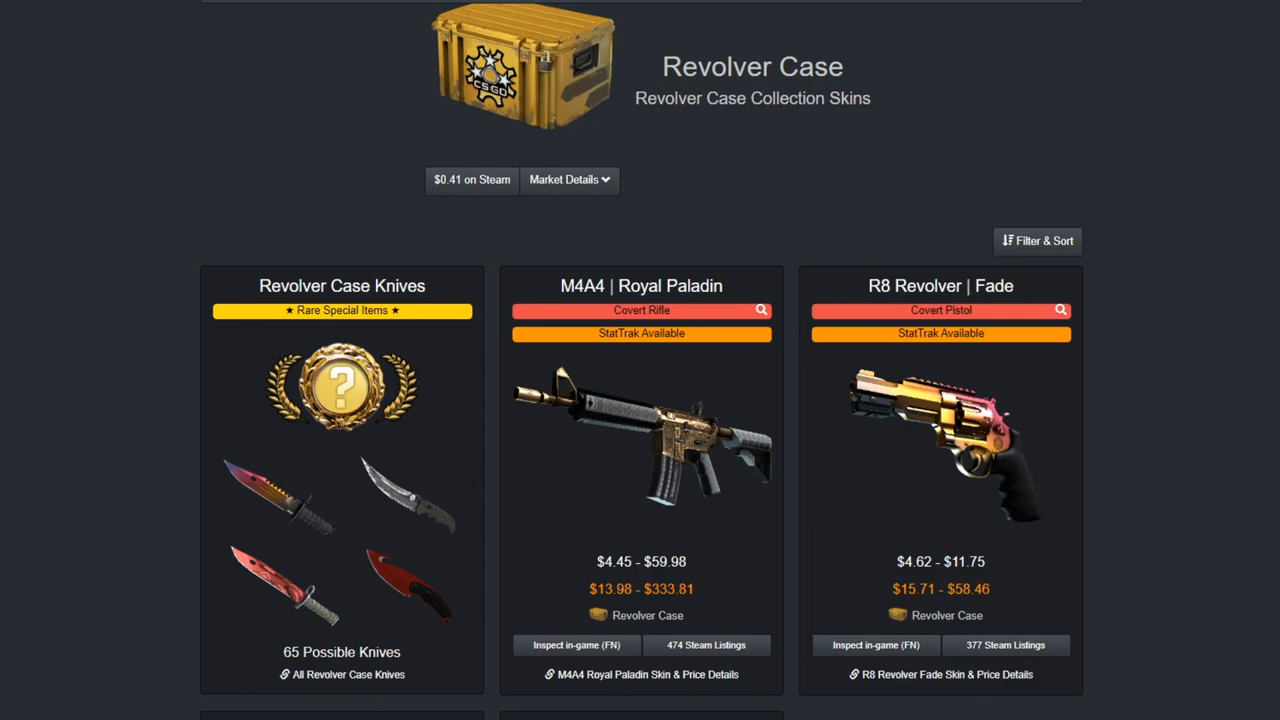 CS GO
Revolver Case
Revolver Case Collection Skins
$0.41 on Steam
Market Details
Filter & Sort
Revolver Case Knives
★ Rare Special Items ★
?
65 Possible Knives
All Revolver Case Knives
M4A4 | Royal Paladin
Covert Rifle
StatTrak Available
$4.45 - $59.98
$13.98 - $333.81
Revolver Case
Inspect in-game (FN)
474 Steam Listings
M4A4 Royal Paladin Skin & Price Details
R8 Revolver | Fade
Covert Pistol
StatTrak Available
$4.62 - $11.75
$15.71 - $58.46
Revolver Case
Inspect in-game (FN)
377 Steam Listings
R8 Revolver Fade Skin & Price Details